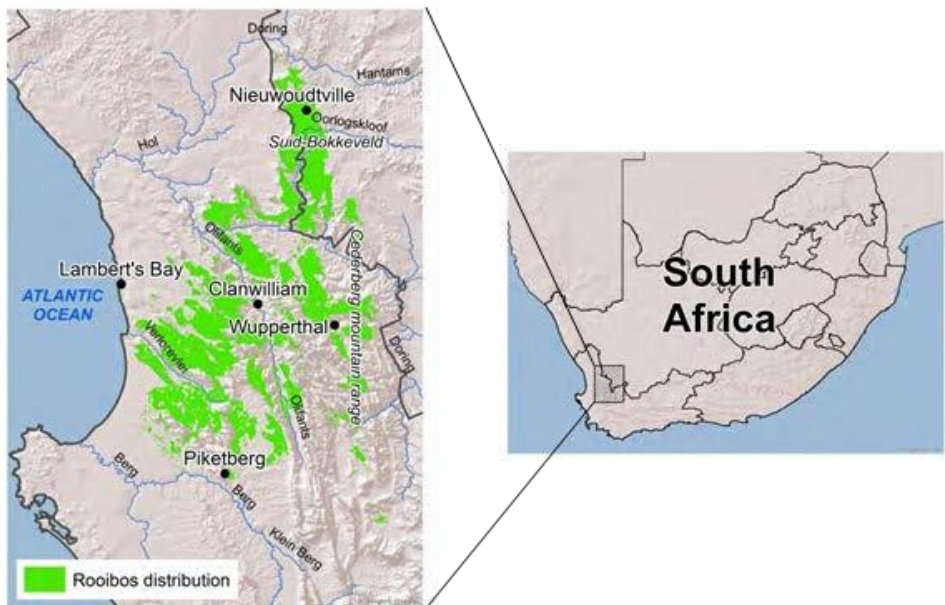 Doring
Hantams
Nieuwoudtville
Oorlogskloof
Suid-Bokkeveld
Hol
Olifants
Cederberg mountain range
Lambert's Bay
Clanwilliam
ATLANTIC
OCEAN
Wupperthal
Verlorevlei
Doring
Olifants
Piketberg
Berg
Berg
Klein Berg
Rooibos distribution
South
Africa